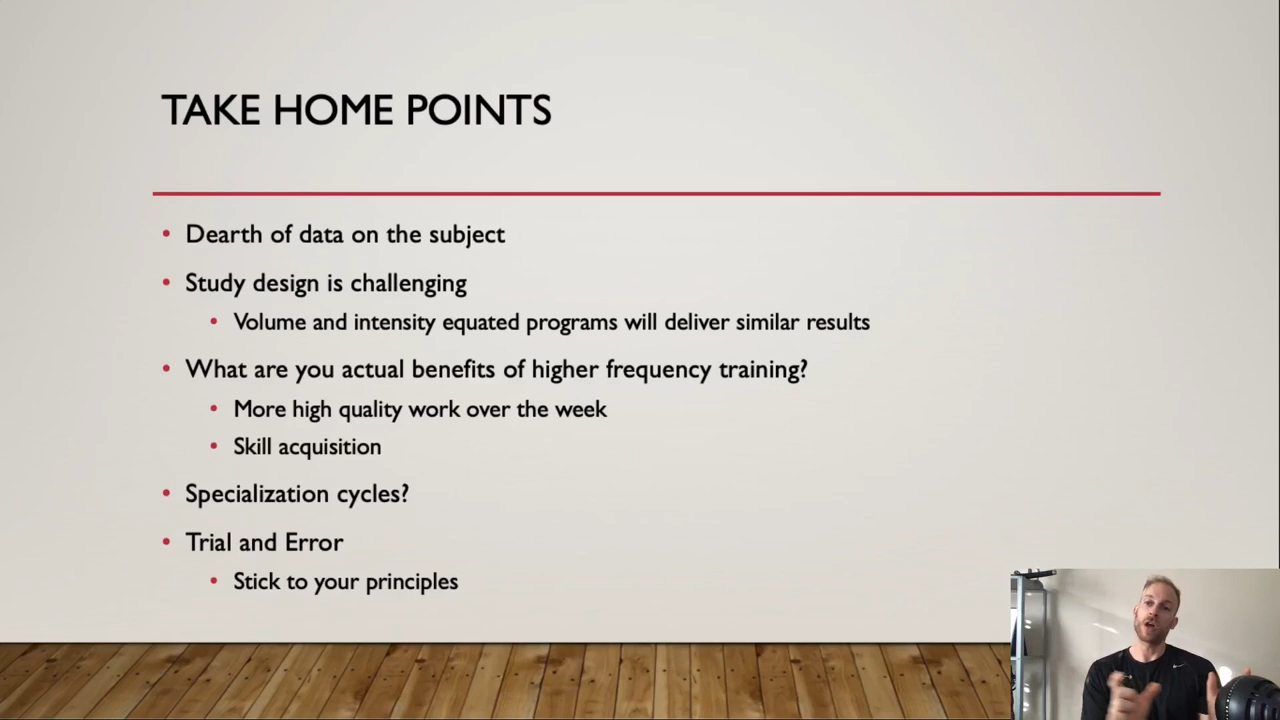 TAKE HOME POINTS
• Dearth of data on the subject
• Study design is challenging
• Volume and intensity equated programs will deliver similar results
• What are you actual benefits of higher frequency training?
• More high quality work over the week
• Skill acquisition
• Specialization cycles?
• Trial and Error
• Stick to your principles